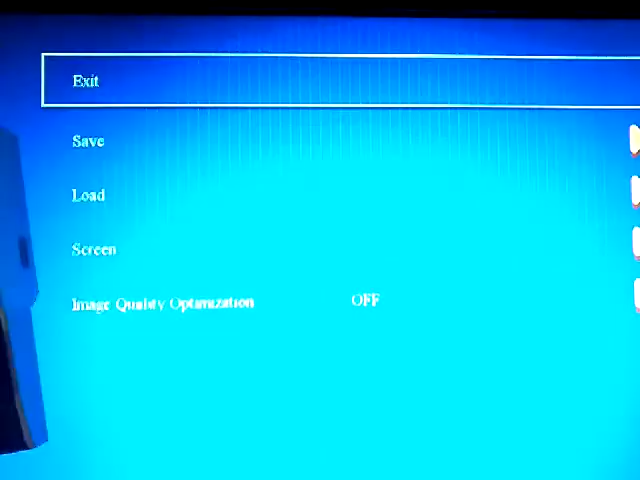 Exit
Save
Load
Screen
Image Quality Optimization
OFF